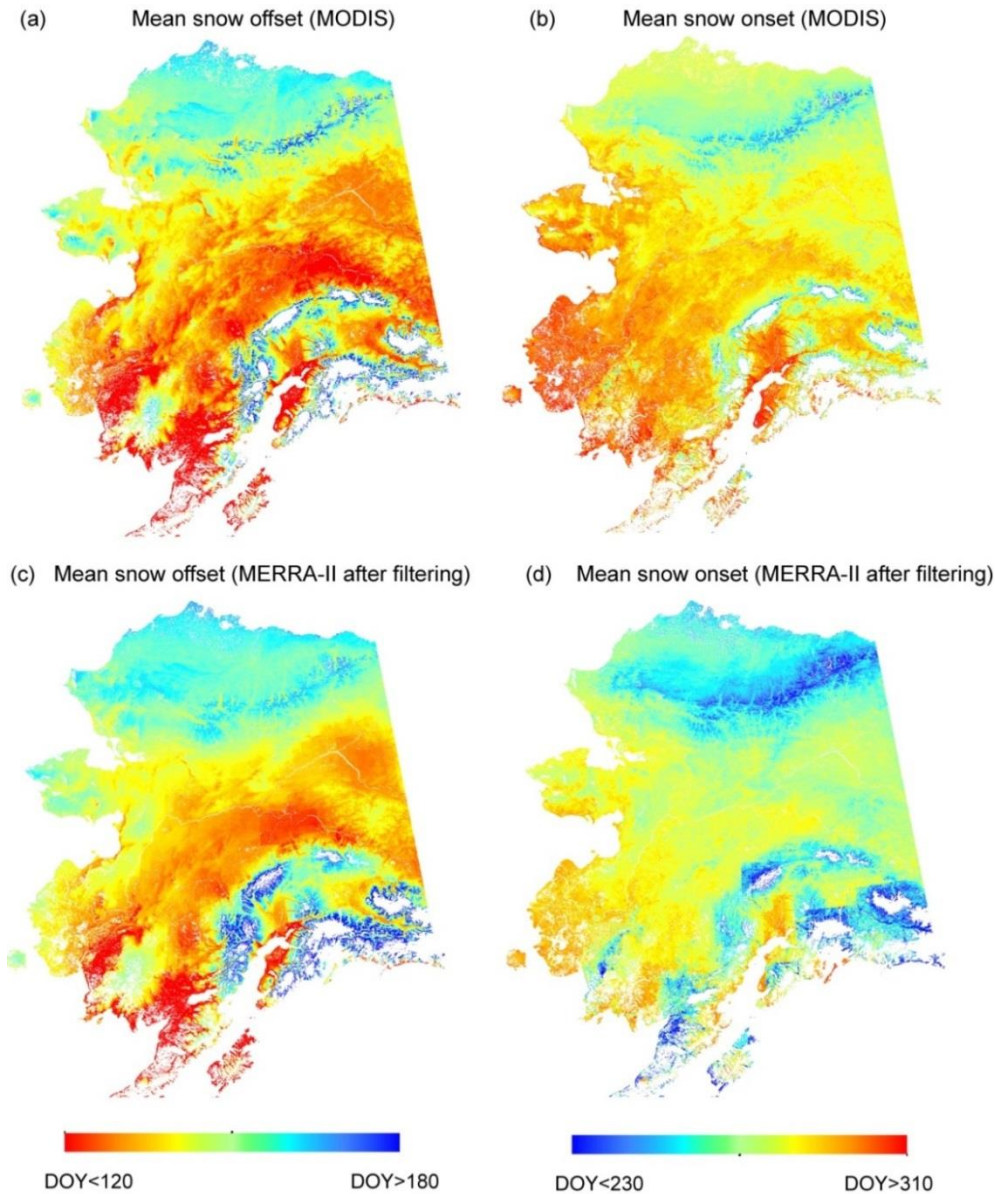 (a) Mean snow offset (MODIS)
(b) Mean snow onset (MODIS)
(c) Mean snow offset (MERRA-II after filtering)
(d) Mean snow onset (MERRA-II after filtering)
DOY<120 DOY>180
DOY<230 DOY>310